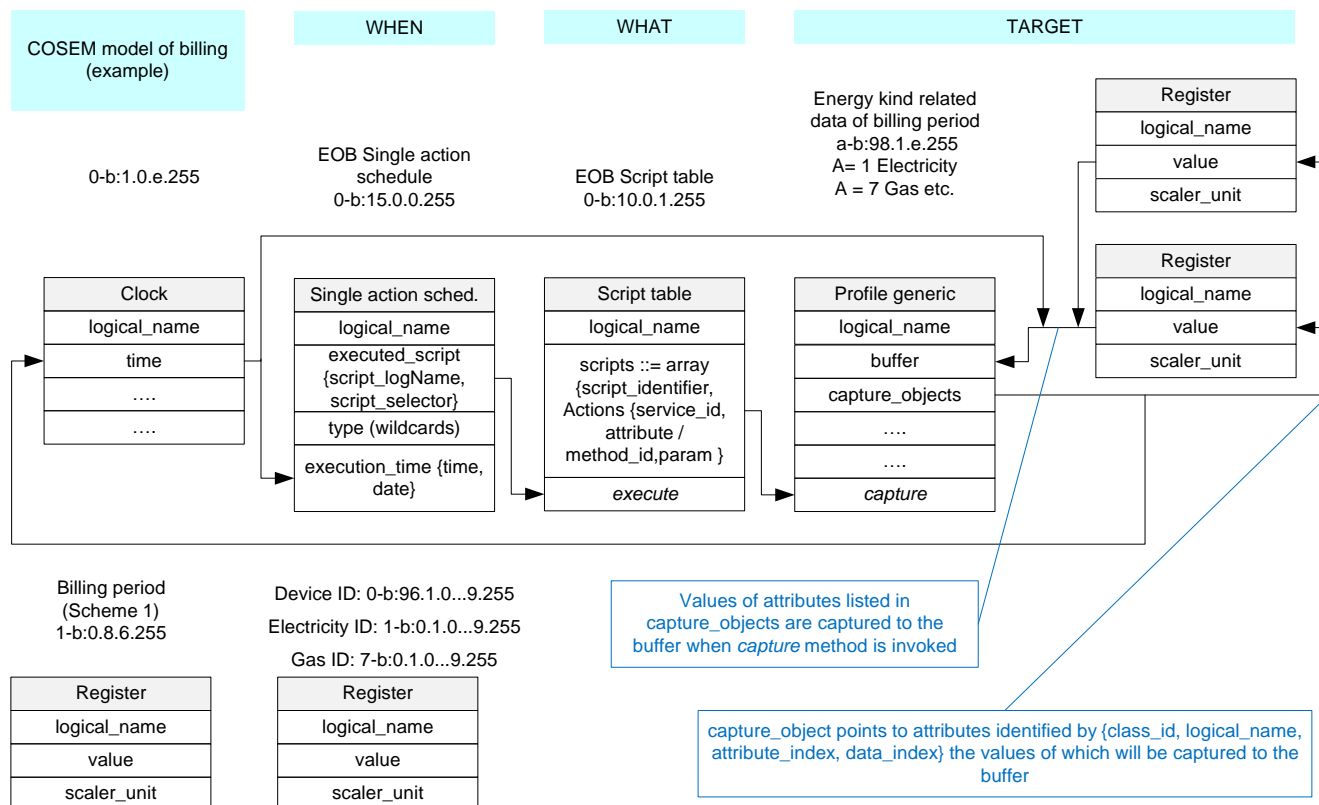 COSEM model of billing
(example)
WHEN
WHAT
TARGET
0-b:1.0.e.255
EOB Single action
schedule
0-b:15.0.0.255
EOB Script table
0-b:10.0.1.255
Energy kind related
data of billing period
a-b:98.1.e.255
A= 1 Electricity
A = 7 Gas etc.
Register
logical_name
value
scaler_unit
Register
logical_name
value
scaler_unit
Clock
logical_name
time
....
....
Single action sched.
logical_name
executed_script
{script_logName,
script_selector}
type (wildcards)
execution_time {time,
date}
Script table
logical_name
scripts ::= array
{script_identifier,
Actions {service_id,
attribute /
method_id,param }
execute
Profile generic
logical_name
buffer
capture_objects
....
....
capture
Billing period
(Scheme 1)
1-b:0.8.6.255
Device ID: 0-b:96.1.0...9.255
Electricity ID: 1-b:0.1.0...9.255
Gas ID: 7-b:0.1.0...9.255
Values of attributes listed in
capture_objects are captured to the
buffer when capture method is invoked
Register
logical_name
value
scaler_unit
Register
logical_name
value
scaler_unit
capture_object points to attributes identified by {class_id, logical_name,
attribute_index, data_index} the values of which will be captured to the
buffer